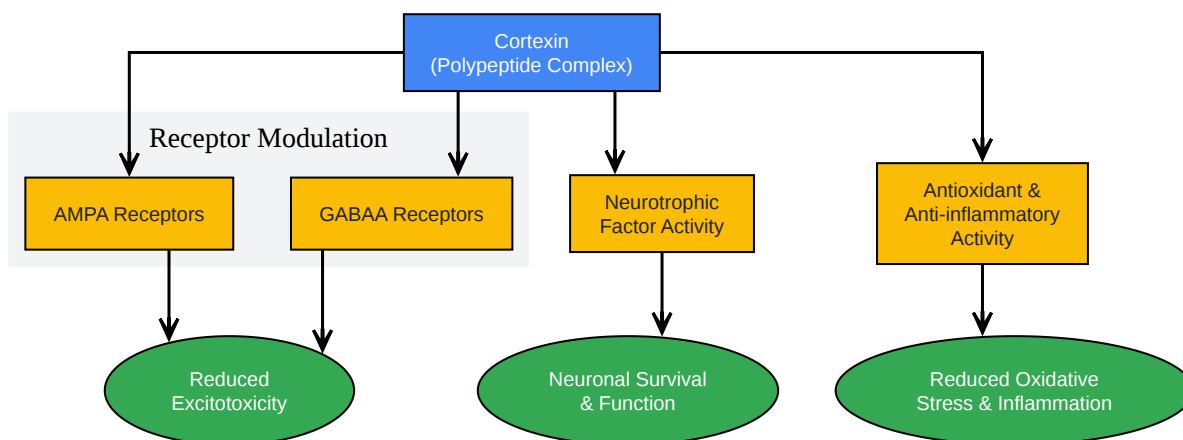 Cortexin
(Polypeptide Complex)
Receptor Modulation
AMPA Receptors
GABAA Receptors
Neurotrophic
Factor Activity
Antioxidant &
Anti-inflammatory
Activity
Reduced
Excitotoxicity
Neuronal Survival
& Function
Reduced Oxidative
Stress & Inflammation